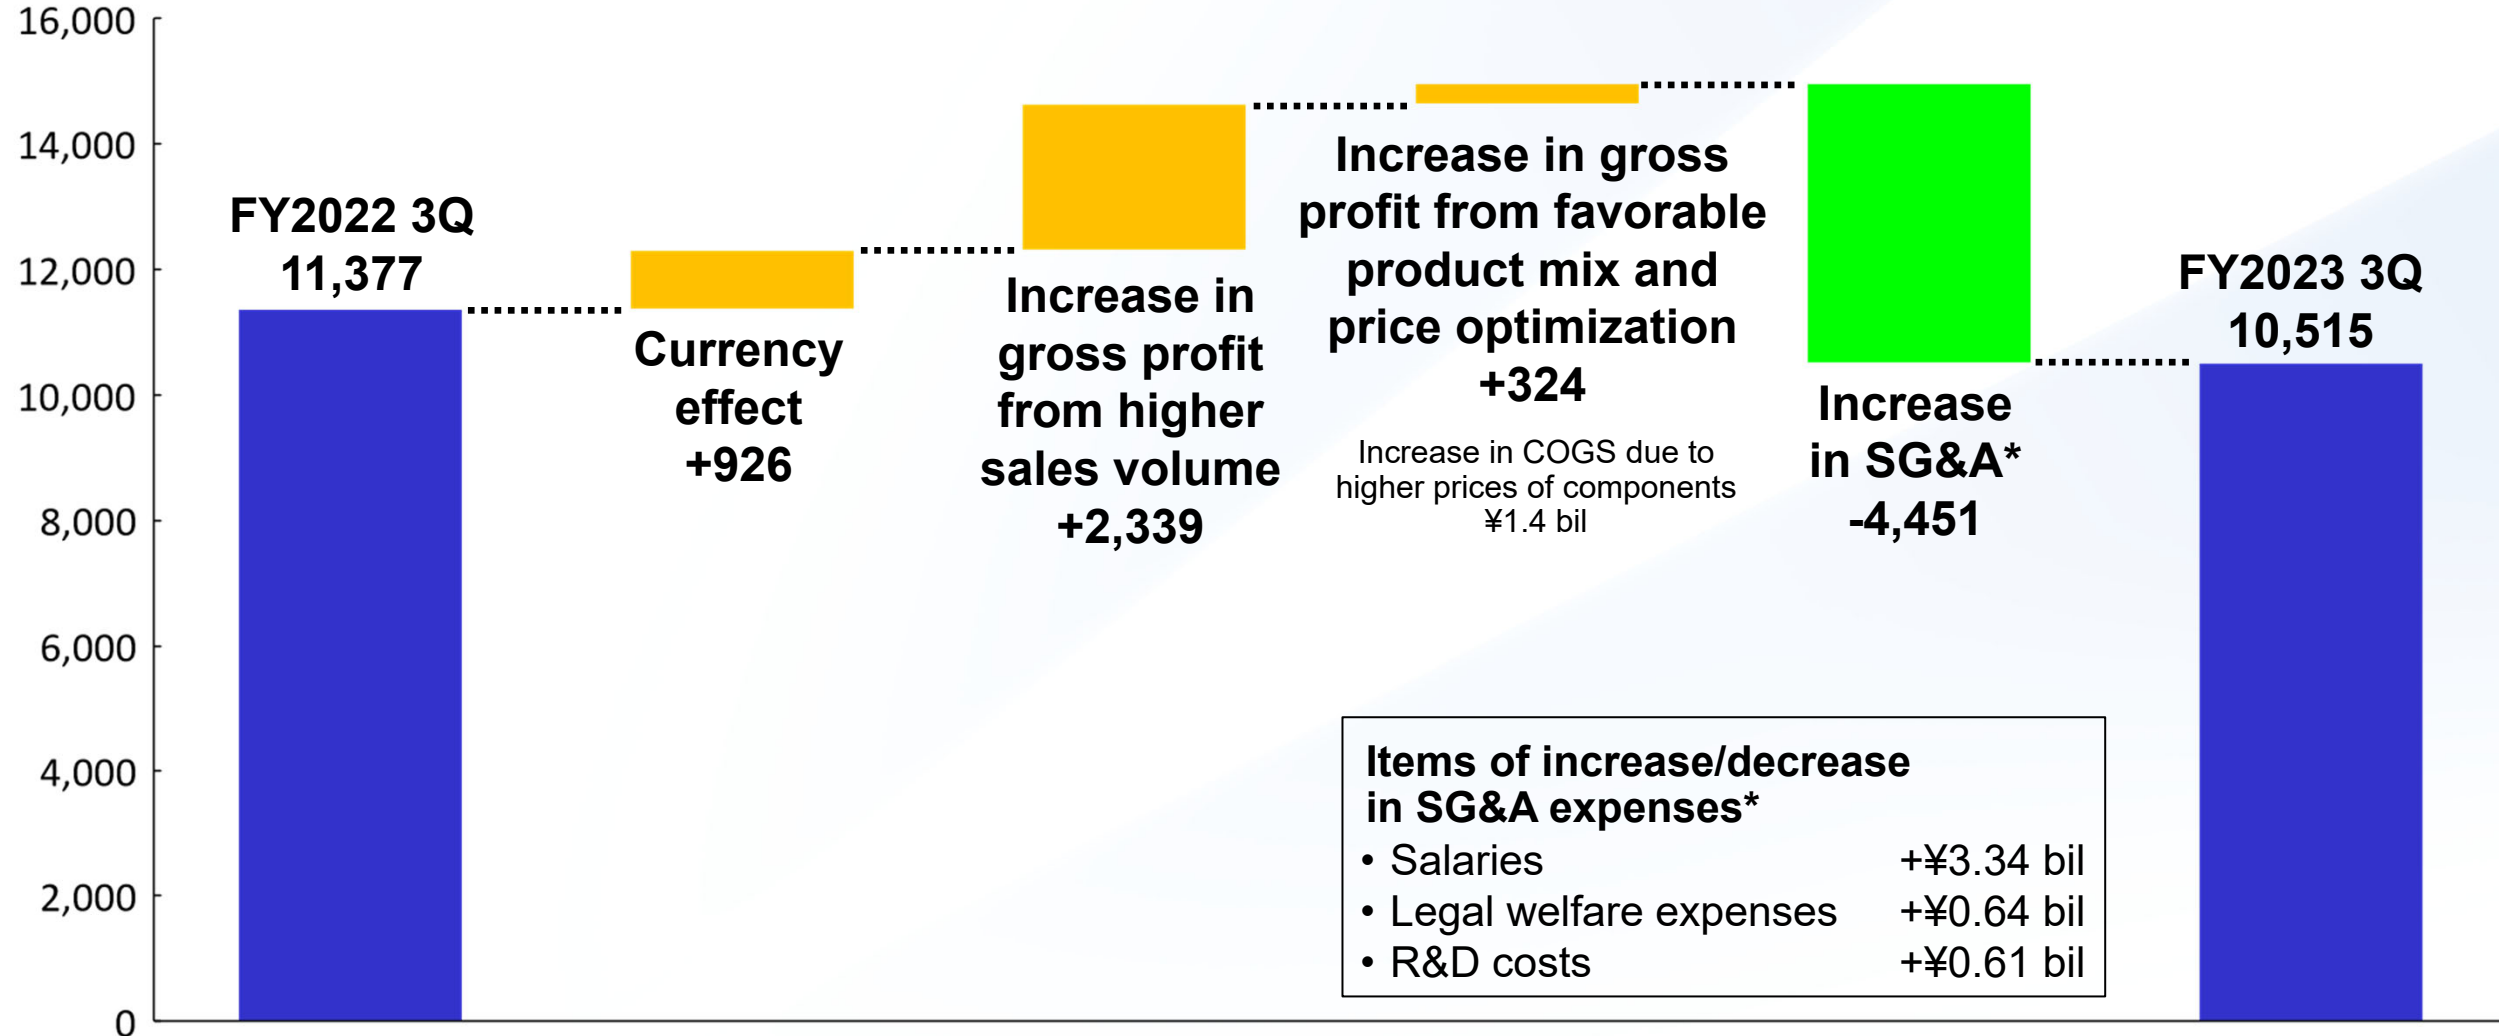 16,000
14,000
12,000
10,000
8,000
6,000
4,000
2,000
0
FY2022 3Q
11,377
Currency
effect
+926
Increase in
gross profit
from higher
sales volume
+2,339
Increase in gross
profit from favorable
product mix and
price optimization
+324
Increase in COGS due to
higher prices of components
¥1.4 bil
Increase
in SG&A*
-4,451
FY2023 3Q
10,515
Items of increase/decrease
in SG&A expenses*
• Salaries +¥3.34 bil
• Legal welfare expenses +¥0.64 bil
• R&D costs +¥0.61 bil